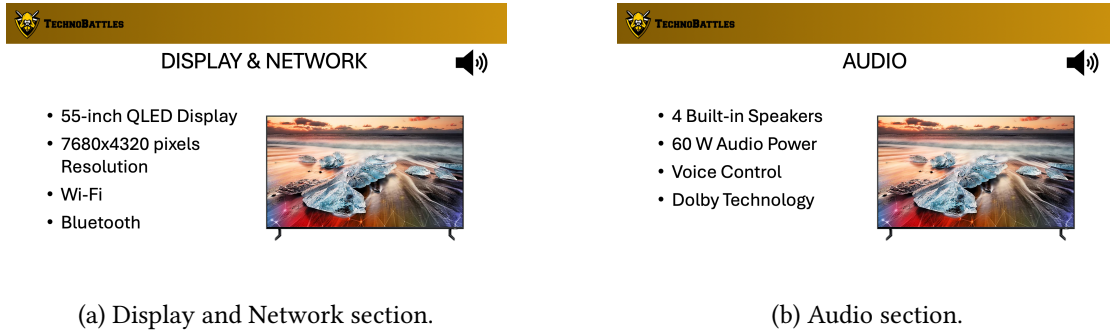 TECHNOBATTLES
DISPLAY & NETWORK
• 55-inch QLED Display
• 7680x4320 pixels
Resolution
• Wi-Fi
• Bluetooth
(a) Display and Network section.
TECHNOBATTLES
AUDIO
• 4 Built-in Speakers
• 60 W Audio Power
• Voice Control
• Dolby Technology
(b) Audio section.